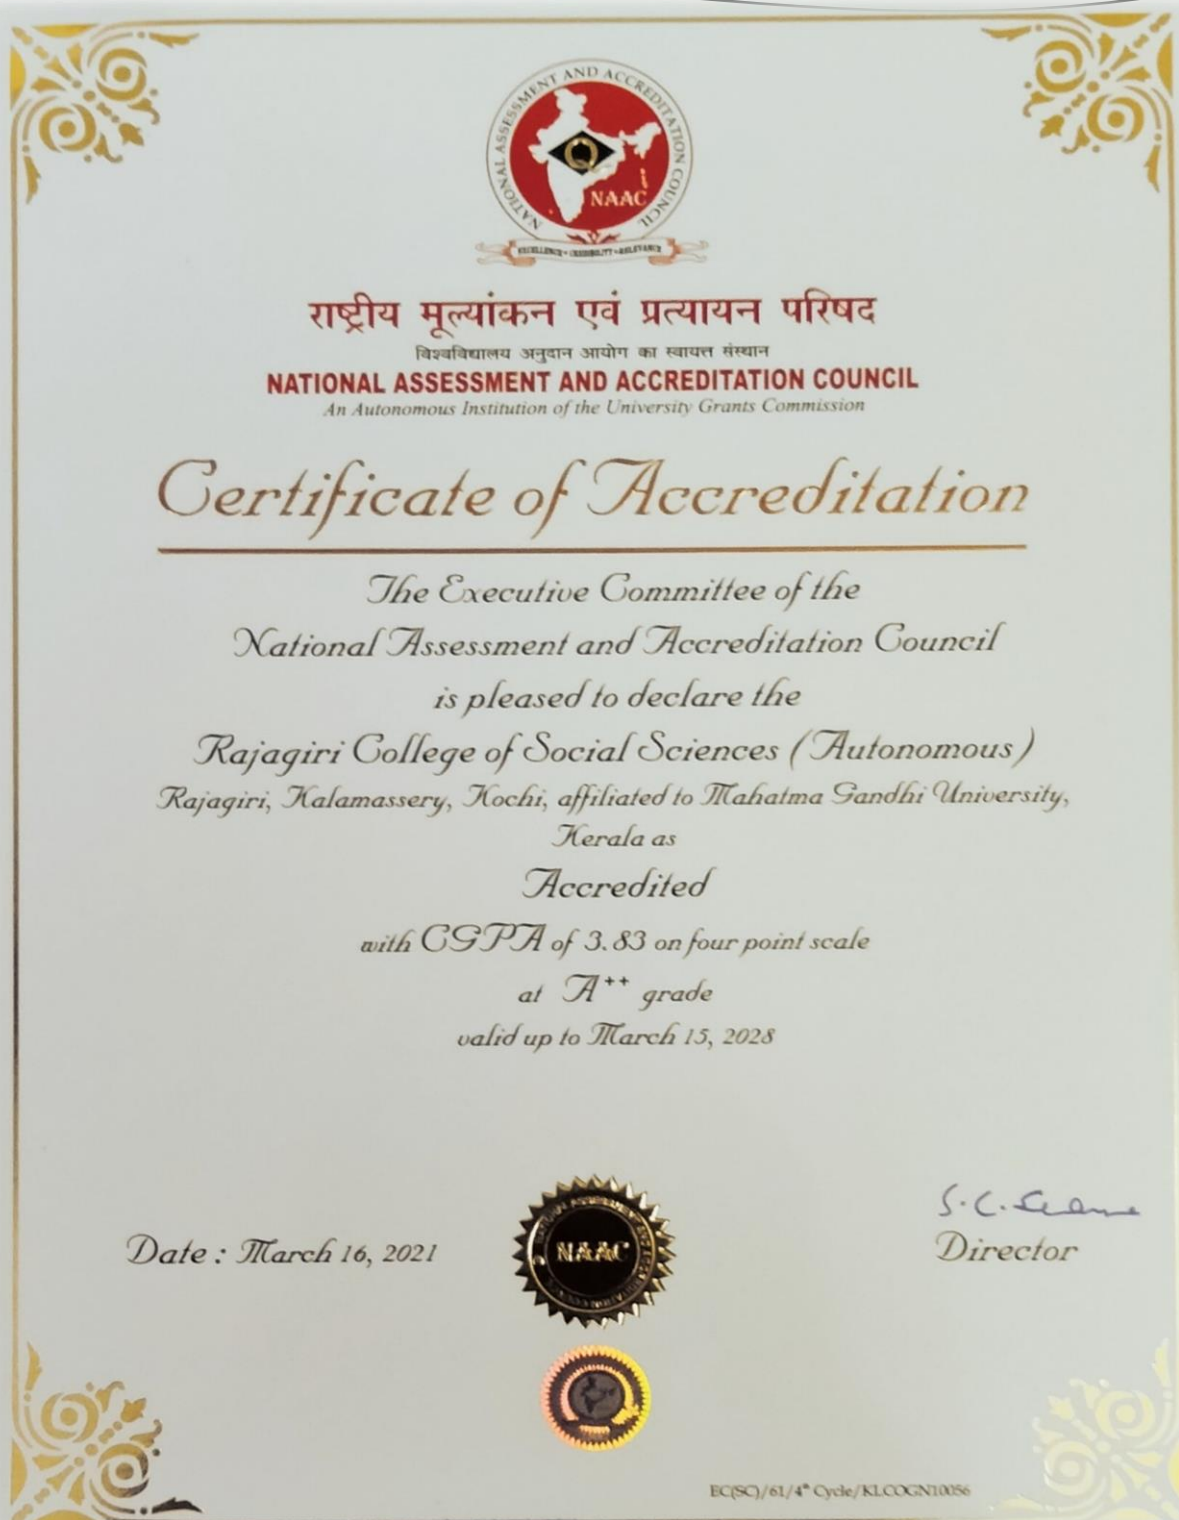 NATIONAL ASSESSMENT AND ACCREDITATION COUNCIL
Q
NAAC
EXCELLENCE • CREDIBILITY • RELEVANCE
राष्ट्रीय मूल्यांकन एवं प्रत्यायन परिषद
विश्वविद्यालय अनुदान आयोग का स्वायत्त संस्थान
NATIONAL ASSESSMENT AND ACCREDITATION COUNCIL
An Autonomous Institution of the University Grants Commission
Certificate of Accreditation
The Executive Committee of the
National Assessment and Accreditation Council
is pleased to declare the
Rajagiri College of Social Sciences (Autonomous)
Rajagiri, Kalamassery, Kochi, affiliated to Mahatma Gandhi University,
Kerala as
Accredited
with CGPA of 3.83 on four point scale
at A++ grade
valid up to March 15, 2028
S.C.
Date : March 16, 2021
NAAC
Director
EC(SC)/61/4th Cycle/KLCOGN10056